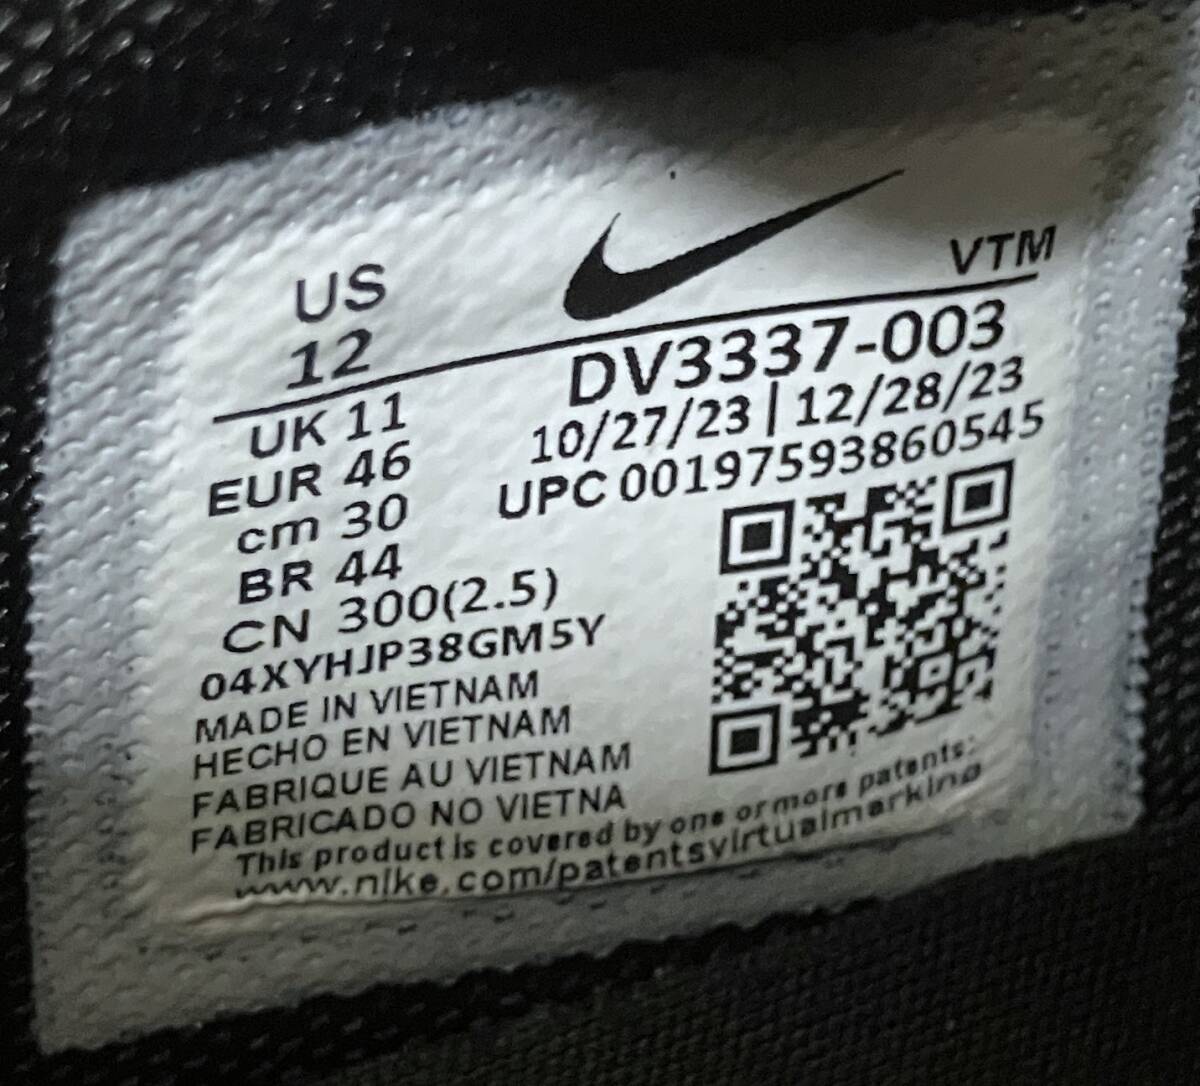 US
12
VTM
UK 11
EUR 46
cm 30
BR 44
CN 300(2.5)
DV3337-003
10/27/23 | 12/28/23
UPC 00197593860545
04XYHJP38GM5Y
MADE IN VIETNAM
HECHO EN VIETNAM
FABRIQUE AU VIETNAM
FABRICADO NO VIETNA
This product is covered by one or more patents:
www.nike.com/patentsvirtualmarking